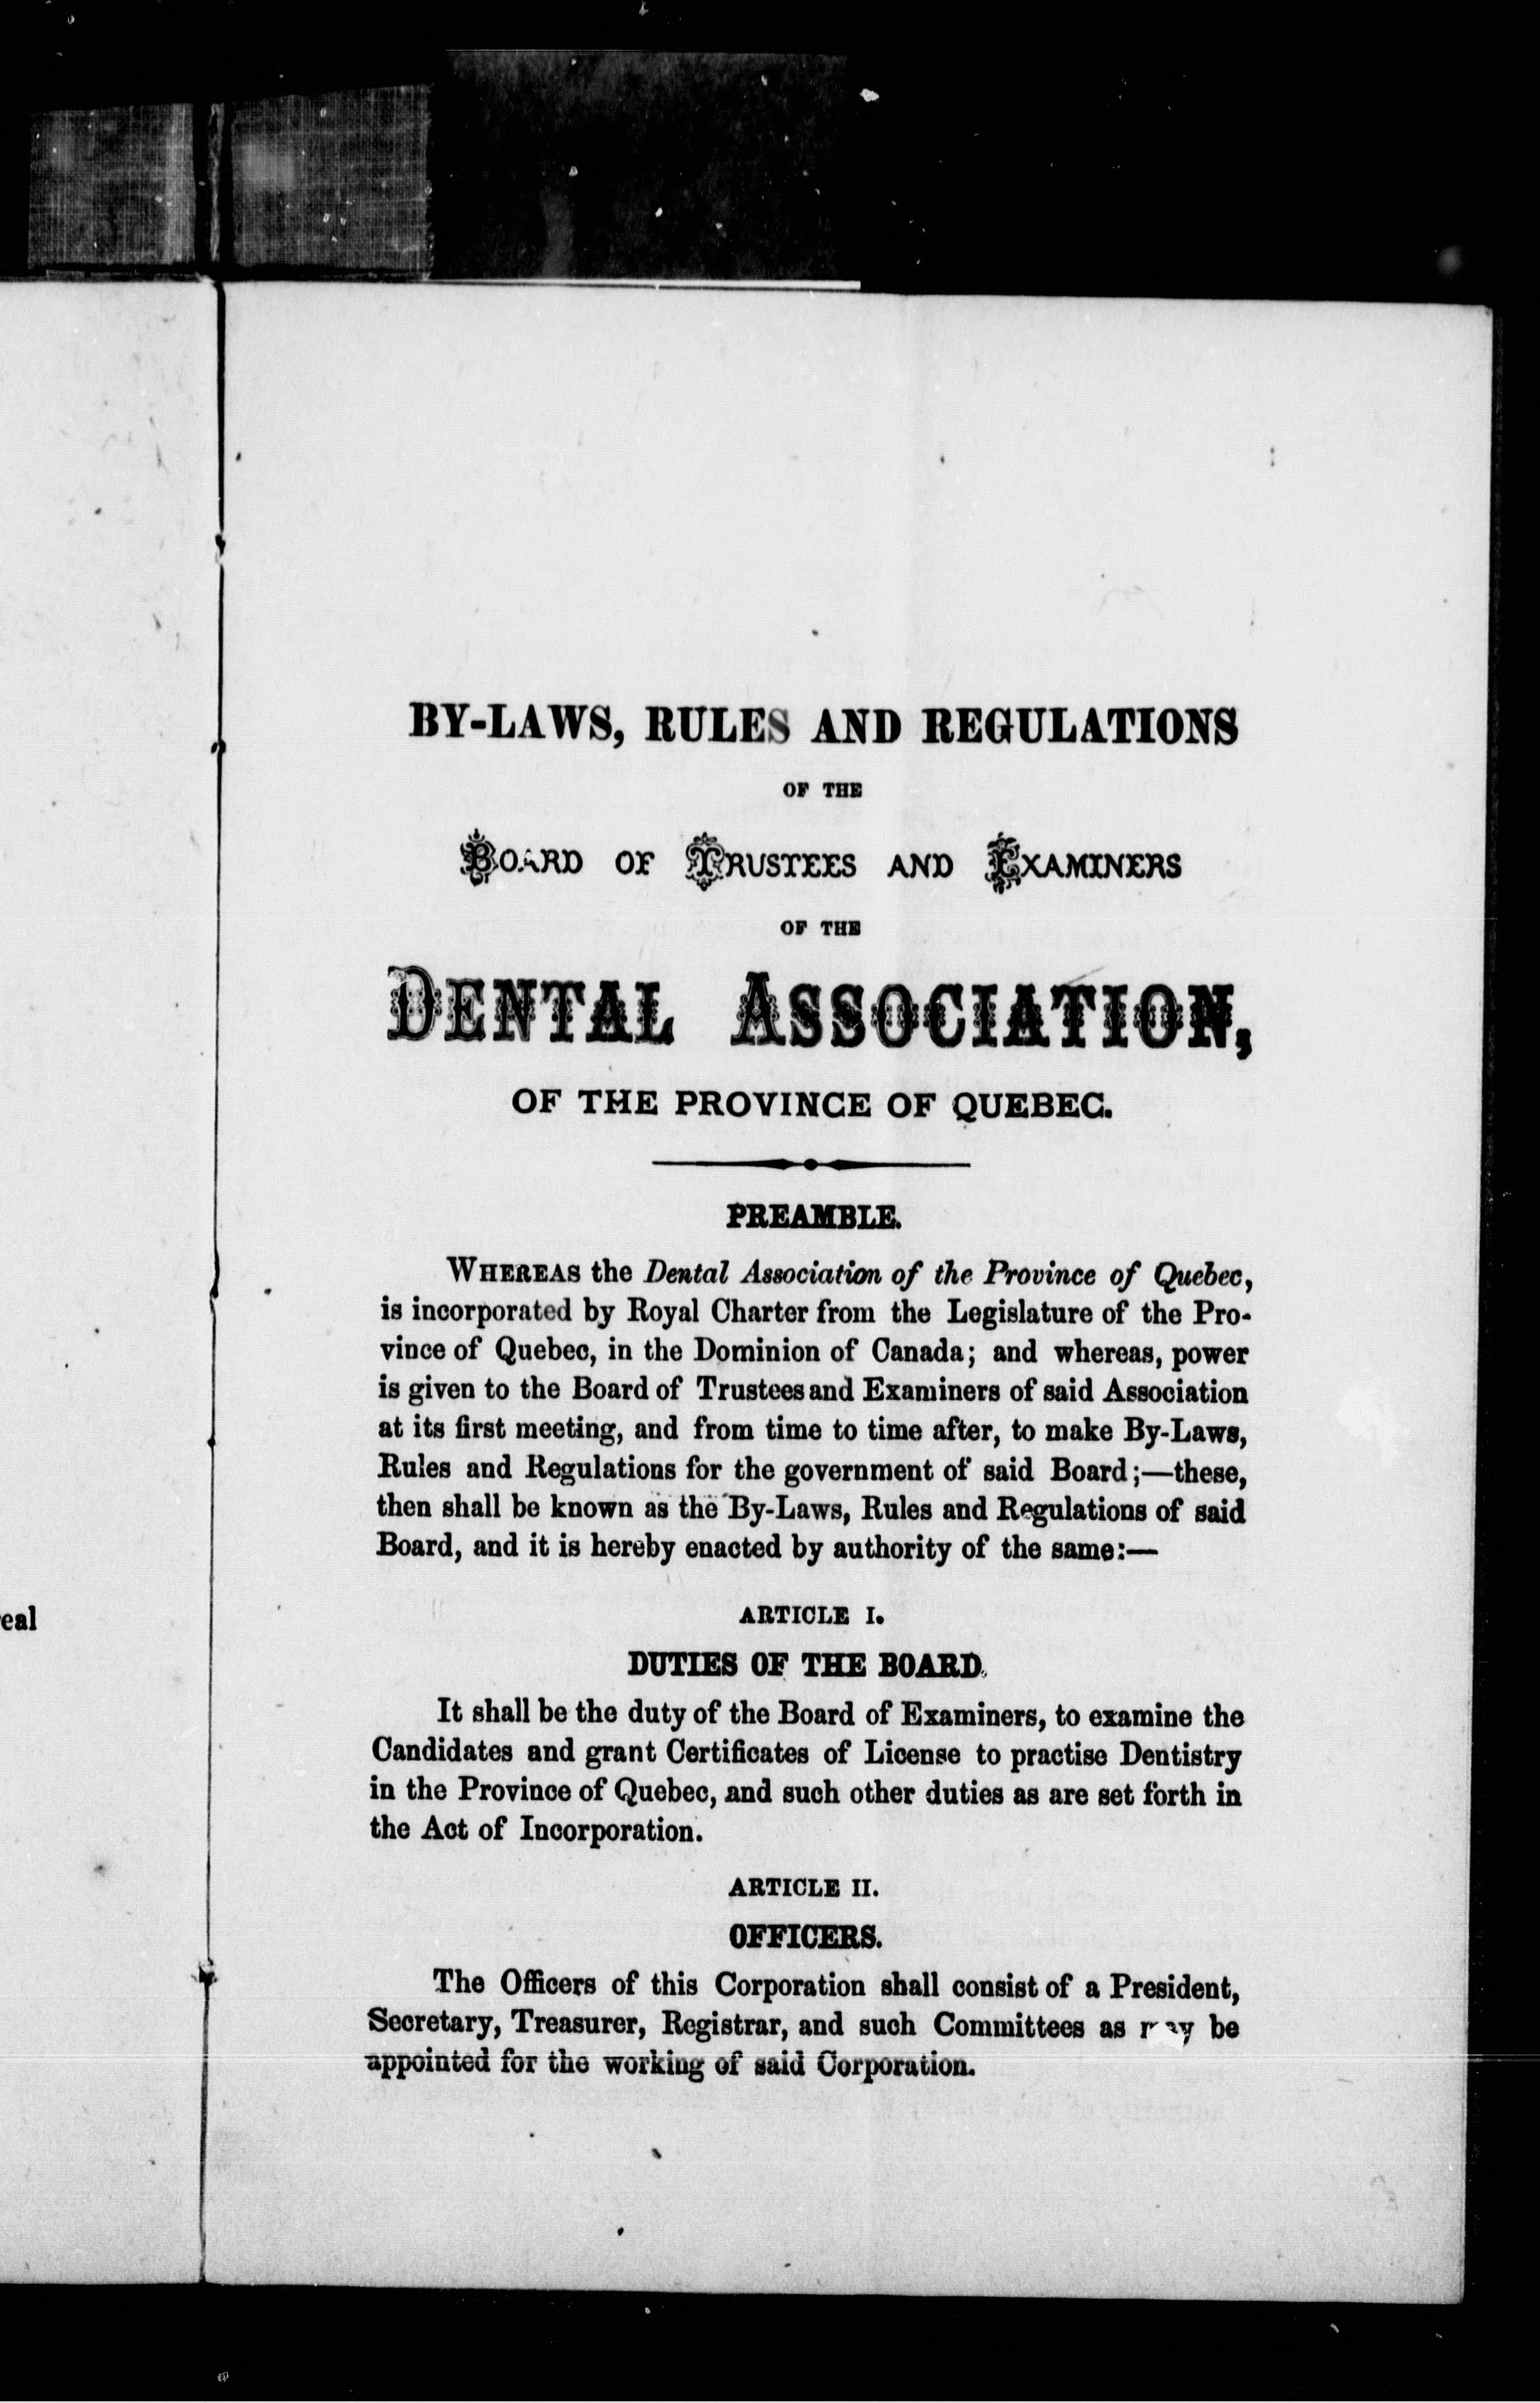 BY-LAWS, RULES AND REGULATIONS
OF THE
BOARD OF TRUSTEES AND EXAMINERS
OF THE
DENTAL ASSOCIATION,
OF THE PROVINCE OF QUEBEC.
PREAMBLE.
WHEREAS the Dental Association of the Province of Quebec,
is incorporated by Royal Charter from the Legislature of the Pro-
vince of Quebec, in the Dominion of Canada; and whereas, power
is given to the Board of Trustees and Examiners of said Association
at its first meeting, and from time to time after, to make By-Laws,
Rules and Regulations for the government of said Board;—these,
then shall be known as the By-Laws, Rules and Regulations of said
Board, and it is hereby enacted by authority of the same:—
eal
ARTICLE I.
DUTIES OF THE BOARD.
It shall be the duty of the Board of Examiners, to examine the
Candidates and grant Certificates of License to practise Dentistry
in the Province of Quebec, and such other duties as are set forth in
the Act of Incorporation.
ARTICLE II.
OFFICERS.
The Officers of this Corporation shall consist of a President,
Secretary, Treasurer, Registrar, and such Committees as may be
appointed for the working of said Corporation.